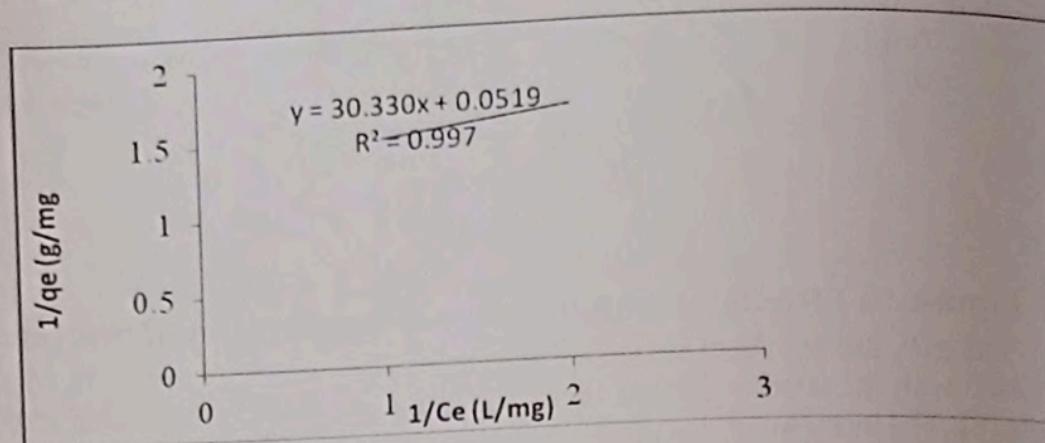 2
y = 30.330x + 0.0519
R² = 0.997
1.5
1
0.5
0
1/qe (g/mg
0
1
2
3
1/Ce (L/mg)